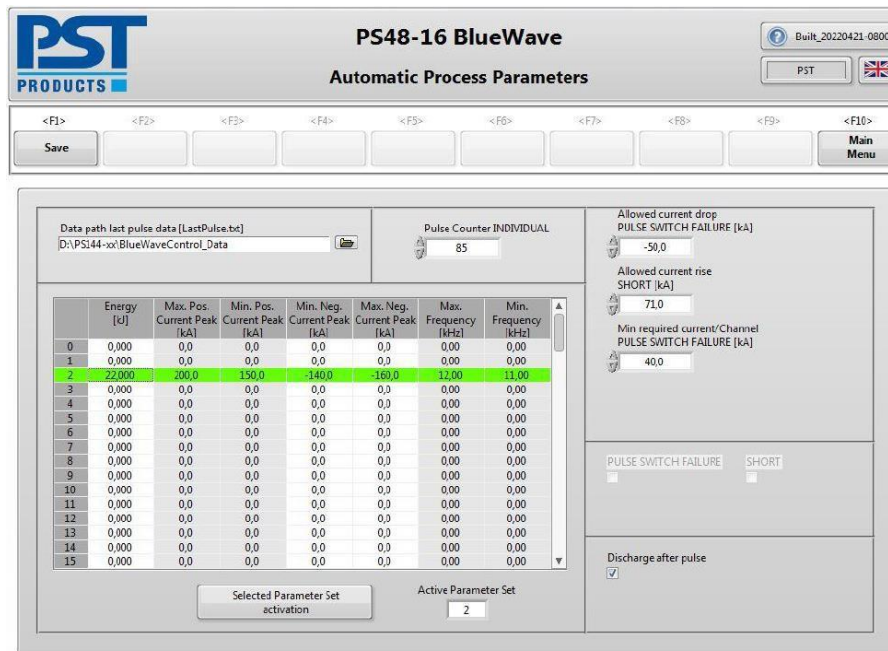 PST
PRODUCTS
PS48-16 BlueWave
Automatic Process Parameters
Built_20220421-0800
PST
<F1> <F2> <F3> <F4> <F5> <F6> <F7> <F8> <F9> <F10>
Save
Main
Menu
Data path last pulse data [LastPulse.txt]
D:\PS144-xx\BlueWaveControl_Data
Pulse Counter INDIVIDUAL
85
Allowed current drop
PULSE SWITCH FAILURE [kA]
-50,0
Allowed current rise
SHORT [kA]
71,0
Min required current/Channel
PULSE SWITCH FAILURE [kA]
40,0
Energy Max. Pos. Min. Pos. Min. Neg. Max. Neg. Max. Min.
[kJ] Current Peak Current Peak Current Peak Current Peak Frequency Frequency
[kA] [kA] [kA] [kA] [kHz] [kHz]
0 0,000 0,0 0,0 0,0 0,0 0,00 0,00
1 0,000 0,0 0,0 0,0 0,0 0,00 0,00
2 22,000 200,0 150,0 -140,0 -160,0 12,00 11,00
3 0,000 0,0 0,0 0,0 0,0 0,00 0,00
4 0,000 0,0 0,0 0,0 0,0 0,00 0,00
5 0,000 0,0 0,0 0,0 0,0 0,00 0,00
6 0,000 0,0 0,0 0,0 0,0 0,00 0,00
7 0,000 0,0 0,0 0,0 0,0 0,00 0,00
8 0,000 0,0 0,0 0,0 0,0 0,00 0,00
9 0,000 0,0 0,0 0,0 0,0 0,00 0,00
10 0,000 0,0 0,0 0,0 0,0 0,00 0,00
11 0,000 0,0 0,0 0,0 0,0 0,00 0,00
12 0,000 0,0 0,0 0,0 0,0 0,00 0,00
13 0,000 0,0 0,0 0,0 0,0 0,00 0,00
14 0,000 0,0 0,0 0,0 0,0 0,00 0,00
15 0,000 0,0 0,0 0,0 0,0 0,00 0,00
PULSE SWITCH FAILURE SHORT
Discharge after pulse
Selected Parameter Set
activation
Active Parameter Set
2